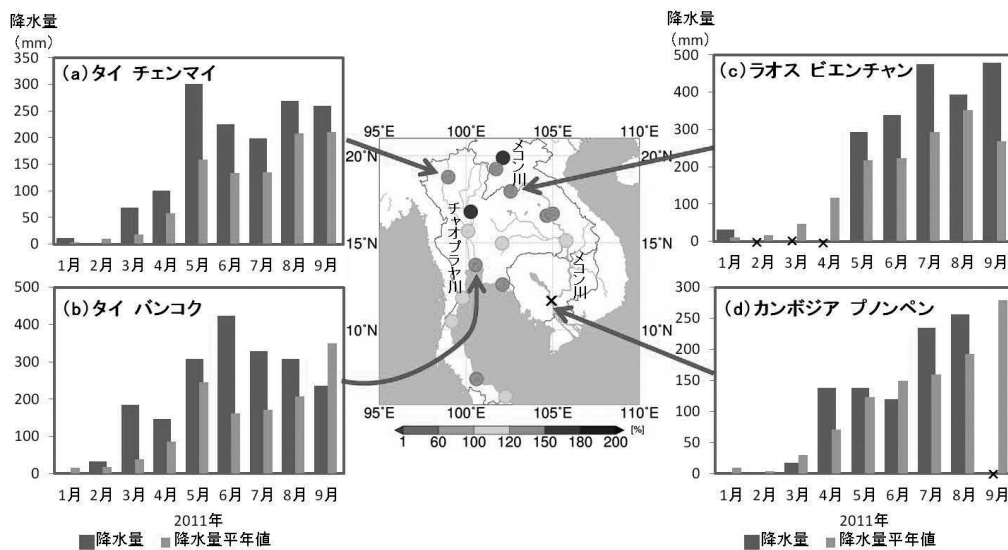 降水量
(mm)
(a)タイ チェンマイ
350
300
250
200
150
100
50
0
1月 2月 3月 4月 5月 6月 7月 8月 9月
(b)タイ バンコク
500
400
300
200
100
0
1月 2月 3月 4月 5月 6月 7月 8月 9月
2011年
降水量 降水量平年値
95°E 100°E 105°E 110°E
20°N
15°N
10°N
メコン川
チャオプラヤ川
メコン川
20°N
15°N
10°N
95°E 100°E 105°E 110°E
1 60 100 120 150 180 200 [%]
降水量
(mm)
(c)ラオス ビエンチャン
500
400
300
200
100
0
1月 2月 3月 4月 5月 6月 7月 8月 9月
(d)カンボジア プノンペン
250
200
150
100
50
0
1月 2月 3月 4月 5月 6月 7月 8月 9月
2011年
降水量 降水量平年値